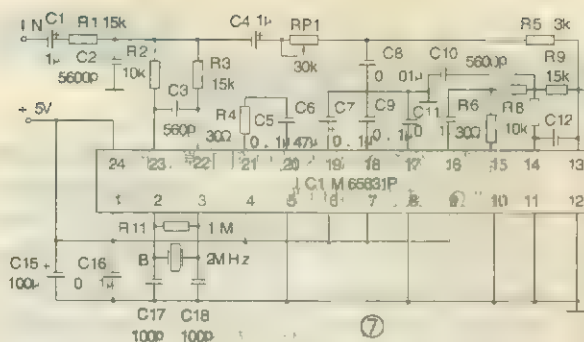 IN C1 R1 15k C4 1μ RP1 R5 3k
1μ C2 R2 R3 30k C8 C10 5600p R9
5600p 10k 15k 0 01μ 15k
+ 5V C3 R4 C5 C6 C7 C9 R6 R8 C12
560p 30Ω 0.1μ 47μ 0.1μ 0.1μ C11 30Ω 10k
24 23 22 21 20 19 18 17 16 15 14 13
M 65831P
1 2 3 4 5 6 7 8 9 10 11 12
R11 1M
C15 + C16 B 2MHz
100μ 0 1μ
C17 C18
100p 100p
⑦